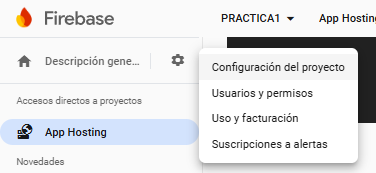 Firebase
PRACTICA1
App Hosting
Descripción gene...
Configuración del proyecto
Usuarios y permisos
Uso y facturación
Suscripciones a alertas
Accesos directos a proyectos
App Hosting
Novedades